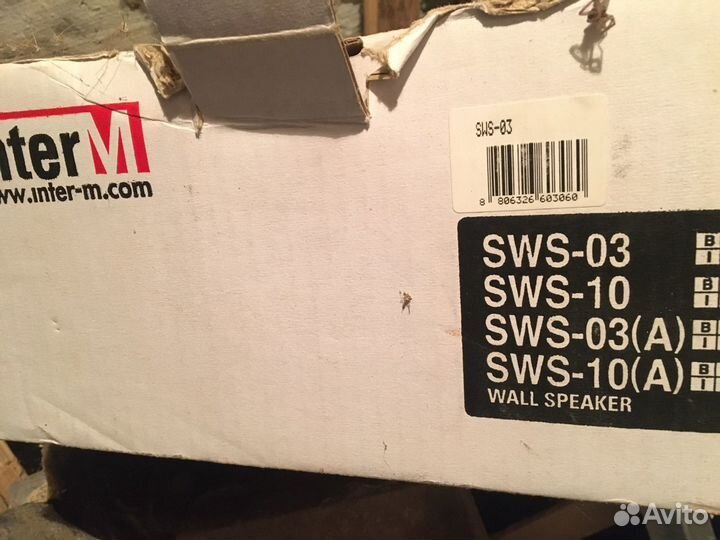 nterM
www.inter-m.com
SWS-03
8 806326 603060
SWS-03 B I
SWS-10 B I
SWS-03(A) B I
SWS-10(A) B I
WALL SPEAKER
Avito